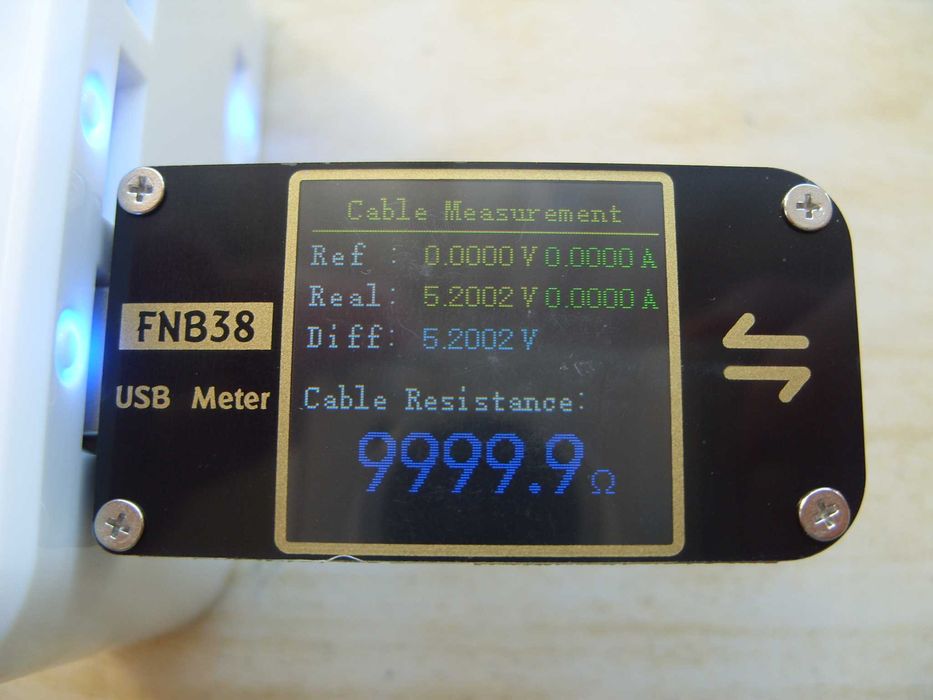 Cable Measurement
Ref : 0.0000 V 0.0000 A
Real: 5.2002 V 0.0000 A
Diff: 5.2002 V
FNB38
USB Meter
Cable Resistance:
9999.9 Ω